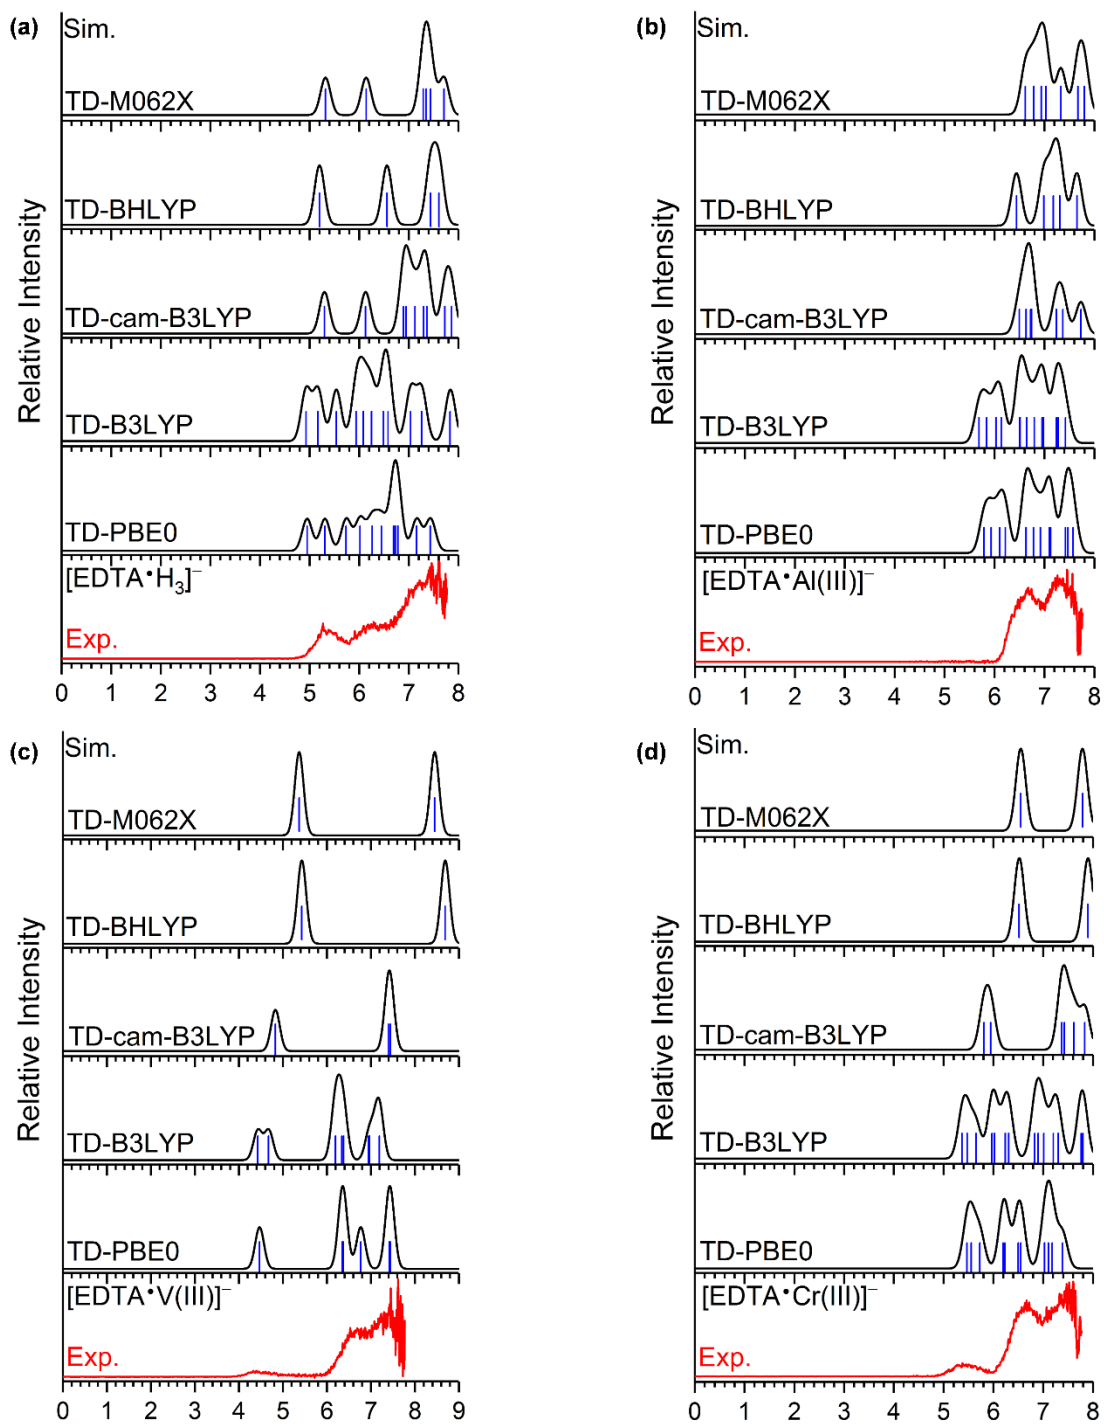 (a)
Sim.
TD-M062X
TD-BHLYP
TD-cam-B3LYP
TD-B3LYP
TD-PBE0
[EDTA•H₃]⁻
Exp.
Relative Intensity
0 1 2 3 4 5 6 7 8
(b)
Sim.
TD-M062X
TD-BHLYP
TD-cam-B3LYP
TD-B3LYP
TD-PBE0
[EDTA•Al(III)]⁻
Exp.
Relative Intensity
0 1 2 3 4 5 6 7 8
(c)
Sim.
TD-M062X
TD-BHLYP
TD-cam-B3LYP
TD-B3LYP
TD-PBE0
[EDTA•V(III)]⁻
Exp.
Relative Intensity
0 1 2 3 4 5 6 7 8 9
(d)
Sim.
TD-M062X
TD-BHLYP
TD-cam-B3LYP
TD-B3LYP
TD-PBE0
[EDTA•Cr(III)]⁻
Exp.
Relative Intensity
0 1 2 3 4 5 6 7 8